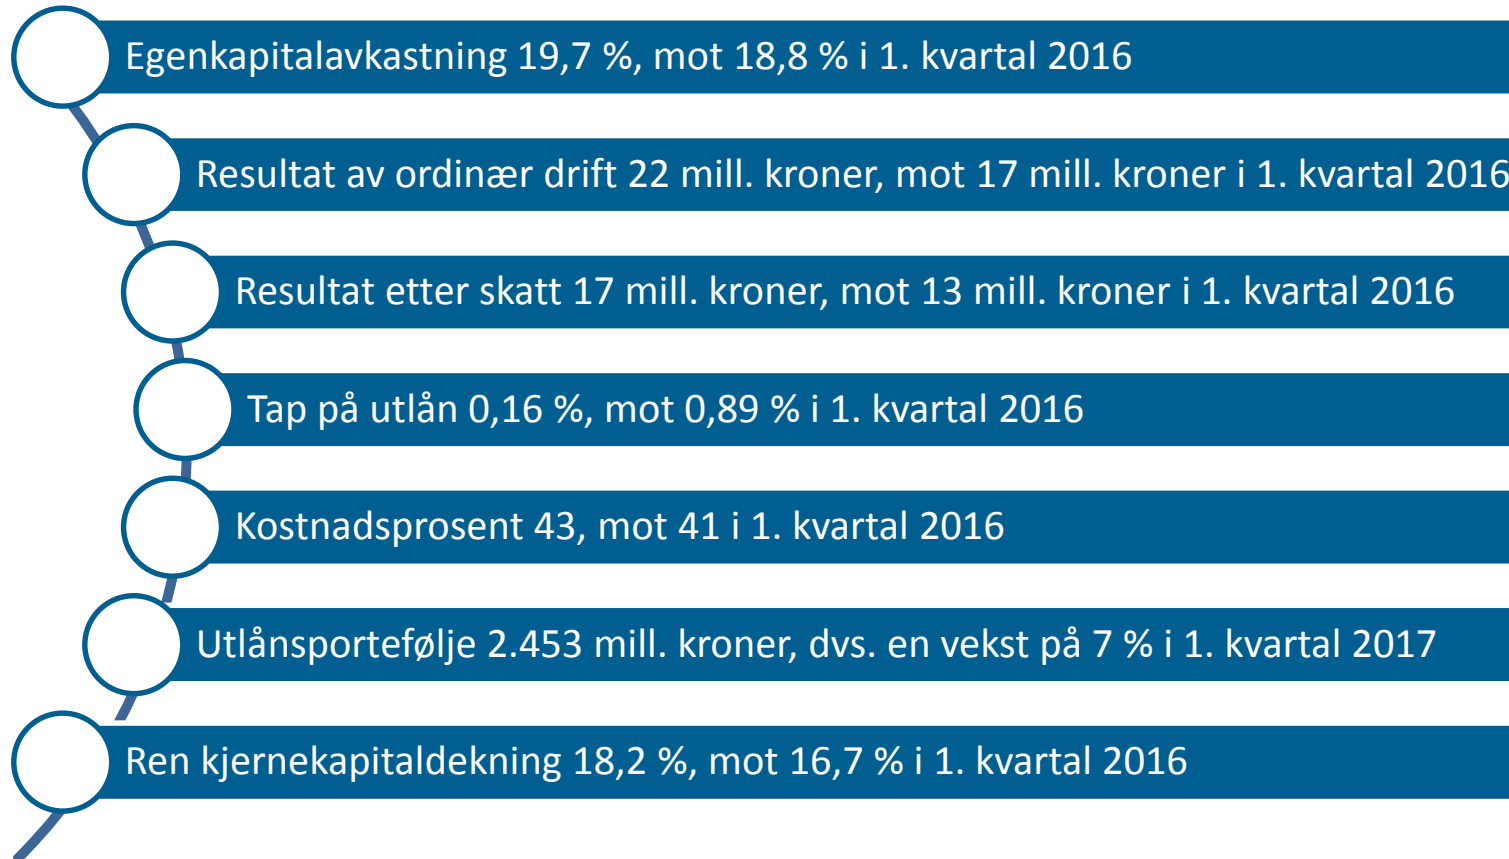 Egenkapitalavkastning 19,7 %, mot 18,8 % i 1. kvartal 2016
Resultat av ordinær drift 22 mill. kroner, mot 17 mill. kroner i 1. kvartal 2016
Resultat etter skatt 17 mill. kroner, mot 13 mill. kroner i 1. kvartal 2016
Tap på utlån 0,16 %, mot 0,89 % i 1. kvartal 2016
Kostnadsprosent 43, mot 41 i 1. kvartal 2016
Utlånsportefølje 2.453 mill. kroner, dvs. en vekst på 7 % i 1. kvartal 2017
Ren kjernekapitaldekning 18,2 %, mot 16,7 % i 1. kvartal 2016